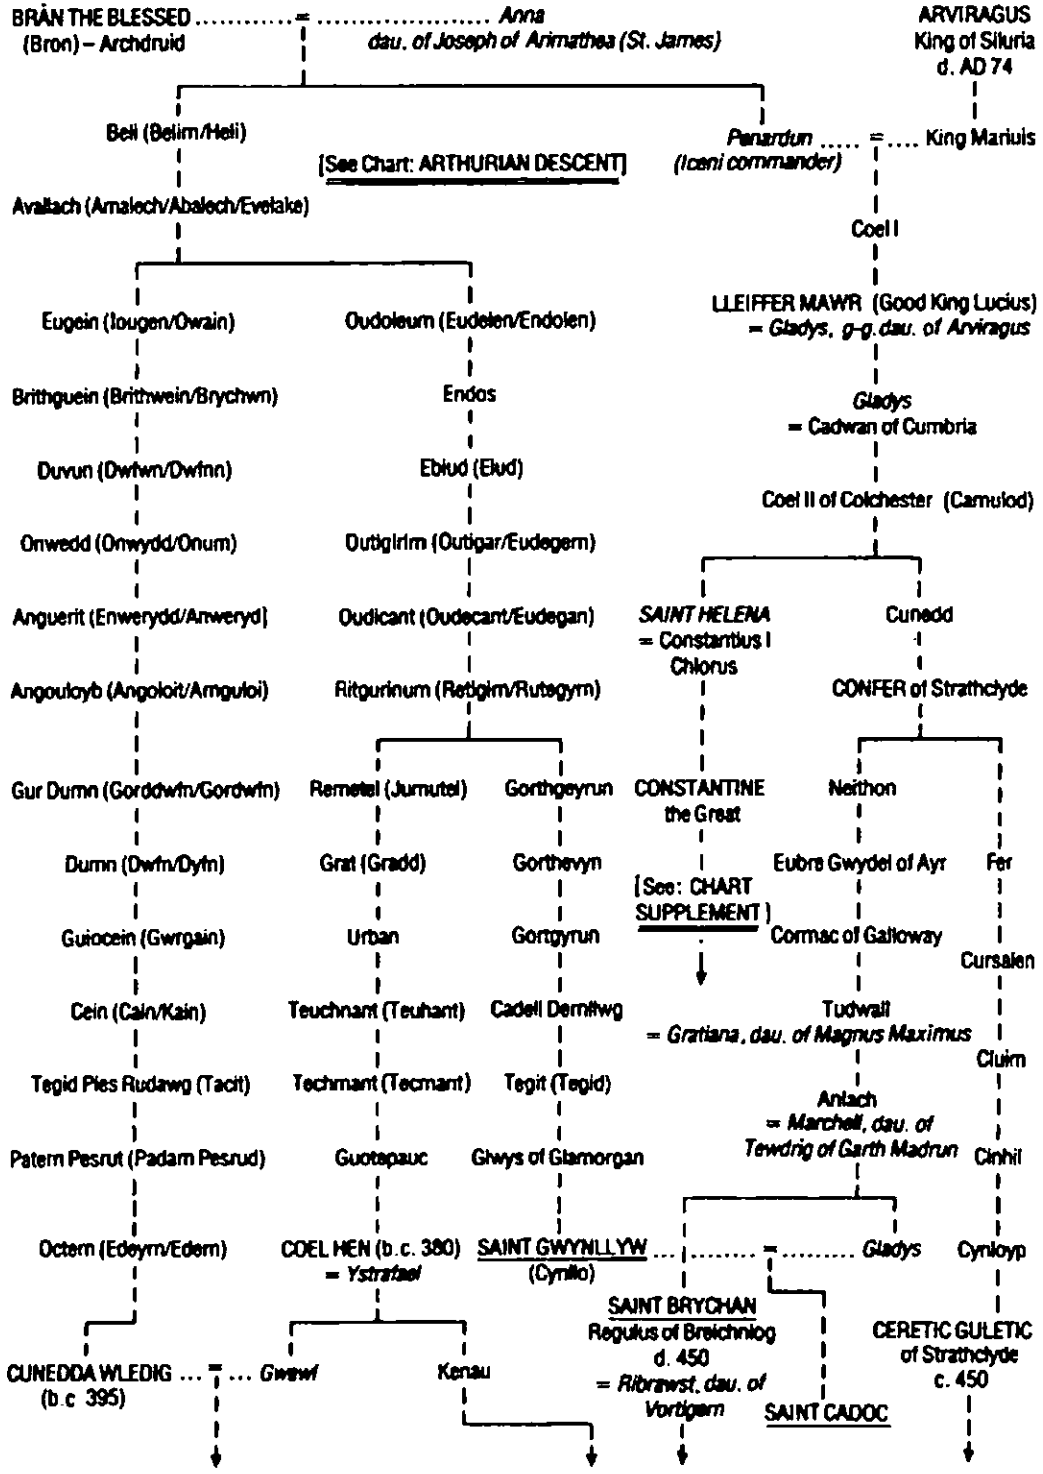 BRÂN THE BLESSED .................. = .................. Anna ARVIRAGUS
(Bron) – Archdruid dau. of Joseph of Arimathea (St. James) King of Siluria
d. AD 74
Beli (Belim/Heli) Penardun ..... = ..... King Marius
[See Chart: ARTHURIAN DESCENT] (Iceni commander)
Avallach (Amalech/Abalech/Evelake)
Coel I
Eugein (Iougen/Owain) Oudoleum (Eudelen/Endolen) LLEIFFER MAWR (Good King Lucius)
= Gladys, g-g.dau. of Arviragus
Brithguein (Brithwein/Brychwn) Endos Gladys
= Cadwan of Cumbria
Duvun (Dwfwn/Dwfnn) Ebiud (Elud)
Coel II of Colchester (Camulod)
Onwedd (Onwydd/Onum) Outigirim (Outigar/Eudegern)
Anguerit (Enwerydd/Anweryd) Oudicant (Oudecant/Eudegan) SAINT HELENA Cunedd
= Constantius I
Chlorus
Angouloyb (Angoloit/Amguloi) Ritgurinum (Retigirn/Rutegyrn) CONFER of Strathclyde
Gur Dumn (Gorddwfn/Gordwfn) Remetel (Jumutel) Gorthgeyrun CONSTANTINE Neithon
the Great
Dumn (Dwfn/Dyfn) Grat (Gradd) Gorthevyn Eubre Gwydel of Ayr Fer
[See: CHART
SUPPLEMENT]
Guiocein (Gwrgain) Urban Gortgyrun Cormac of Galloway
Cursalen
Cein (Cain/Kain) Teuchnant (Teuhant) Cadell Dernllwg Tudwall
= Gratiana, dau. of Magnus Maximus
Cluim
Tegid Pies Rudawg (Tacit) Techmant (Tecmant) Tegit (Tegid) Anlach
= Marchell, dau. of
Tewdrig of Garth Madrun
Patern Pesrut (Padarn Pesrud) Guotepauc Glwys of Glamorgan Cinhil
Octern (Edeyrn/Edern) COEL HEN (b.c. 380) SAINT GWYNLLYW ............ = ......... Gladys Cynloyp
= Ystrafael (Cynllo)
SAINT BRYCHAN CERETIC GULETIC
Regulus of Breichniog of Strathclyde
CUNEDDA WLEDIG ... = ... Gwawl Kenau d. 450 c. 450
(b.c 395) = Ribrawst, dau. of
Vortigern SAINT CADOC